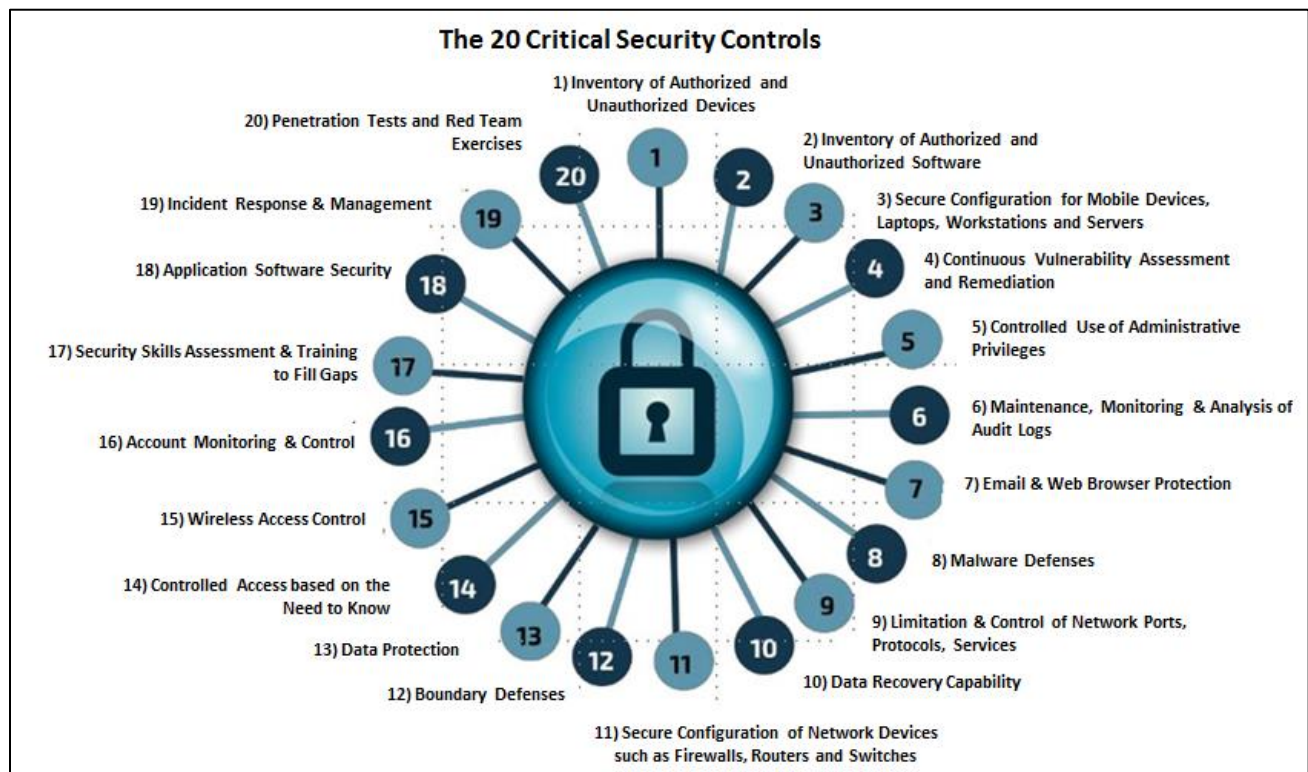 The 20 Critical Security Controls
1) Inventory of Authorized and
Unauthorized Devices
2) Inventory of Authorized and
Unauthorized Software
3) Secure Configuration for Mobile Devices,
Laptops, Workstations and Servers
4) Continuous Vulnerability Assessment
and Remediation
5) Controlled Use of Administrative
Privileges
6) Maintenance, Monitoring & Analysis of
Audit Logs
7) Email & Web Browser Protection
8) Malware Defenses
9) Limitation & Control of Network Ports,
Protocols, Services
10) Data Recovery Capability
11) Secure Configuration of Network Devices
such as Firewalls, Routers and Switches
12) Boundary Defenses
13) Data Protection
14) Controlled Access based on the
Need to Know
15) Wireless Access Control
16) Account Monitoring & Control
17) Security Skills Assessment & Training
to Fill Gaps
18) Application Software Security
19) Incident Response & Management
20) Penetration Tests and Red Team
Exercises
1
2
3
4
5
6
7
8
9
10
11
12
13
14
15
16
17
18
19
20